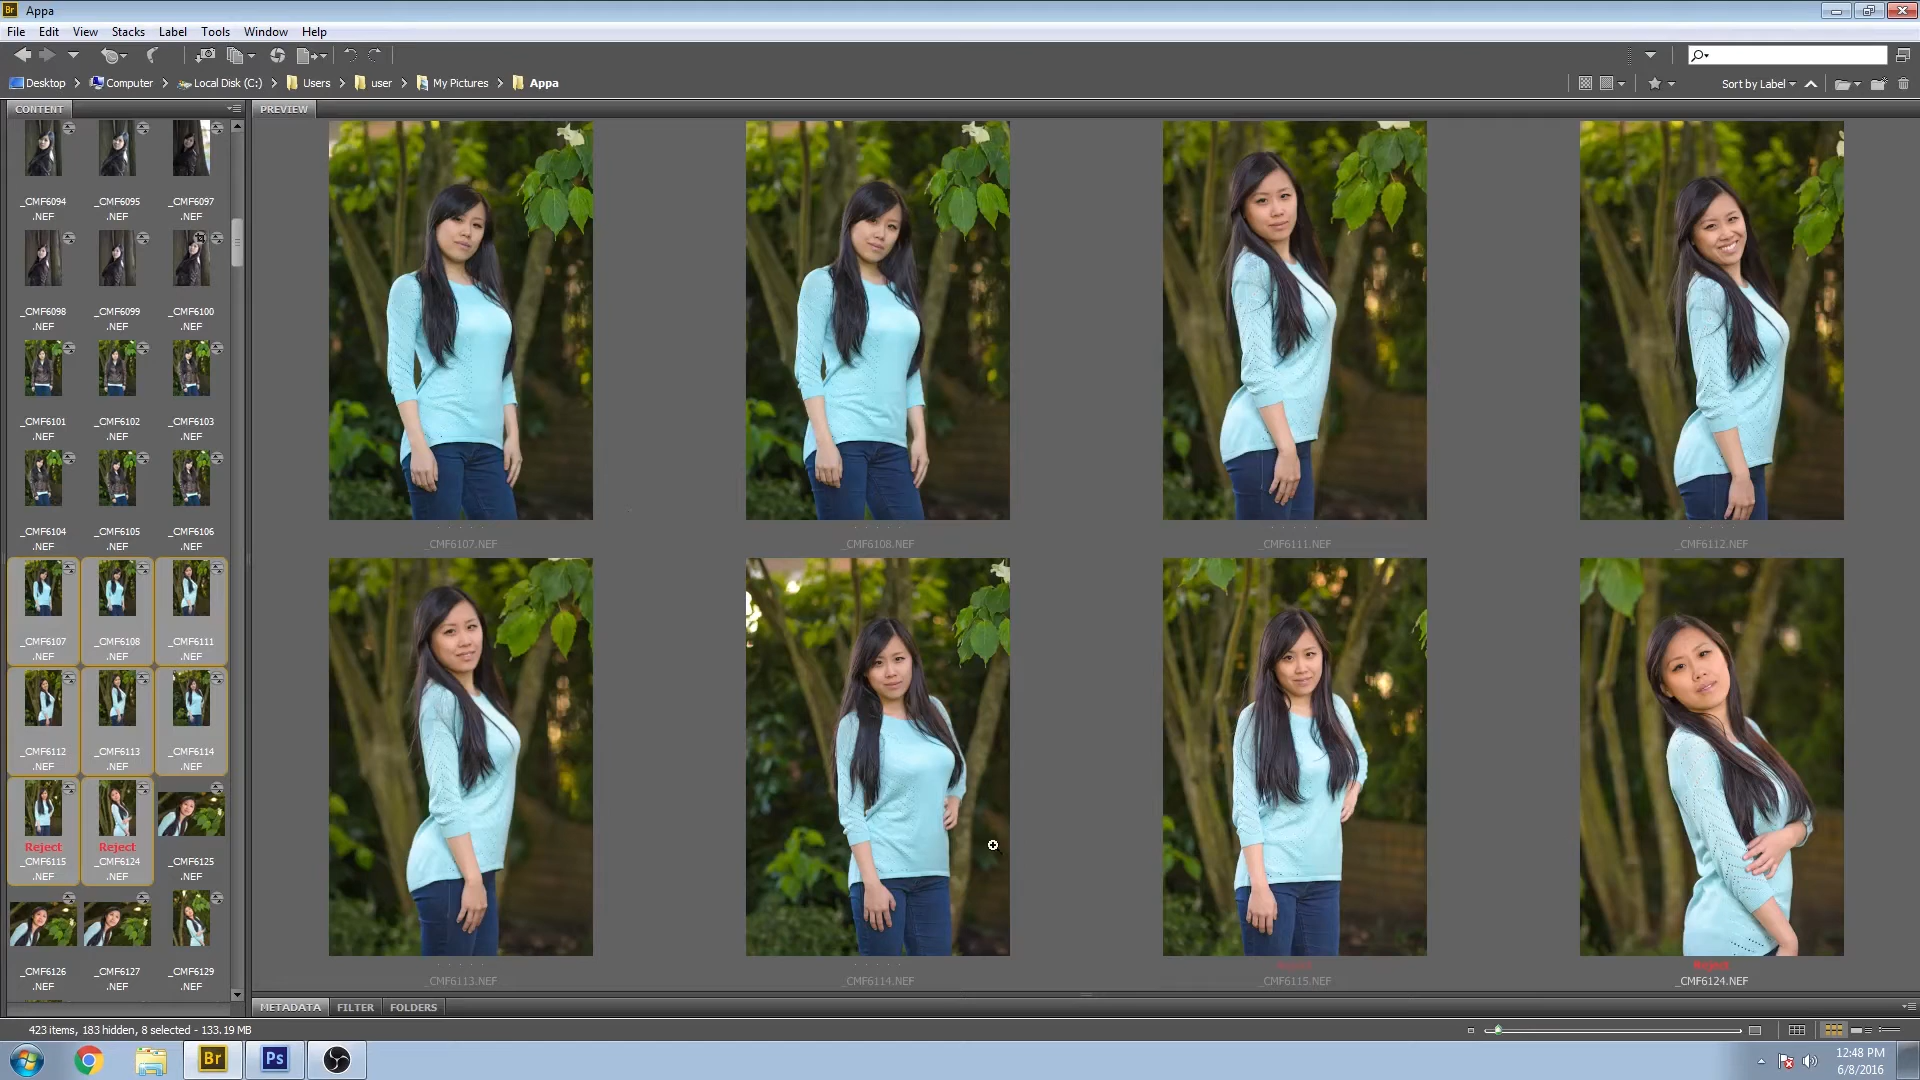 Br Appa
File Edit View Stacks Label Tools Window Help
Desktop Computer Local Disk (C:) Users user My Pictures Appa Sort by Label
CONTENT
PREVIEW
_CMF6094 .NEF
_CMF6095 .NEF
_CMF6097 .NEF
_CMF6098 .NEF
_CMF6099 .NEF
_CMF6100 .NEF
_CMF6101 .NEF
_CMF6102 .NEF
_CMF6103 .NEF
_CMF6104 .NEF
_CMF6105 .NEF
_CMF6106 .NEF
_CMF6107 .NEF
_CMF6108 .NEF
_CMF6111 .NEF
_CMF6112 .NEF
_CMF6113 .NEF
_CMF6114 .NEF
Reject
_CMF6115 .NEF
Reject
_CMF6124 .NEF
_CMF6125 .NEF
_CMF6126 .NEF
_CMF6127 .NEF
_CMF6129 .NEF
_CMF6107.NEF
_CMF6108.NEF
_CMF6111.NEF
_CMF6112.NEF
_CMF6113.NEF
_CMF6114.NEF
Reject
_CMF6115.NEF
Reject
_CMF6124.NEF
METADATA FILTER FOLDERS
423 items, 183 hidden, 8 selected - 133.19 MB
Br Ps
12:48 PM
6/8/2016